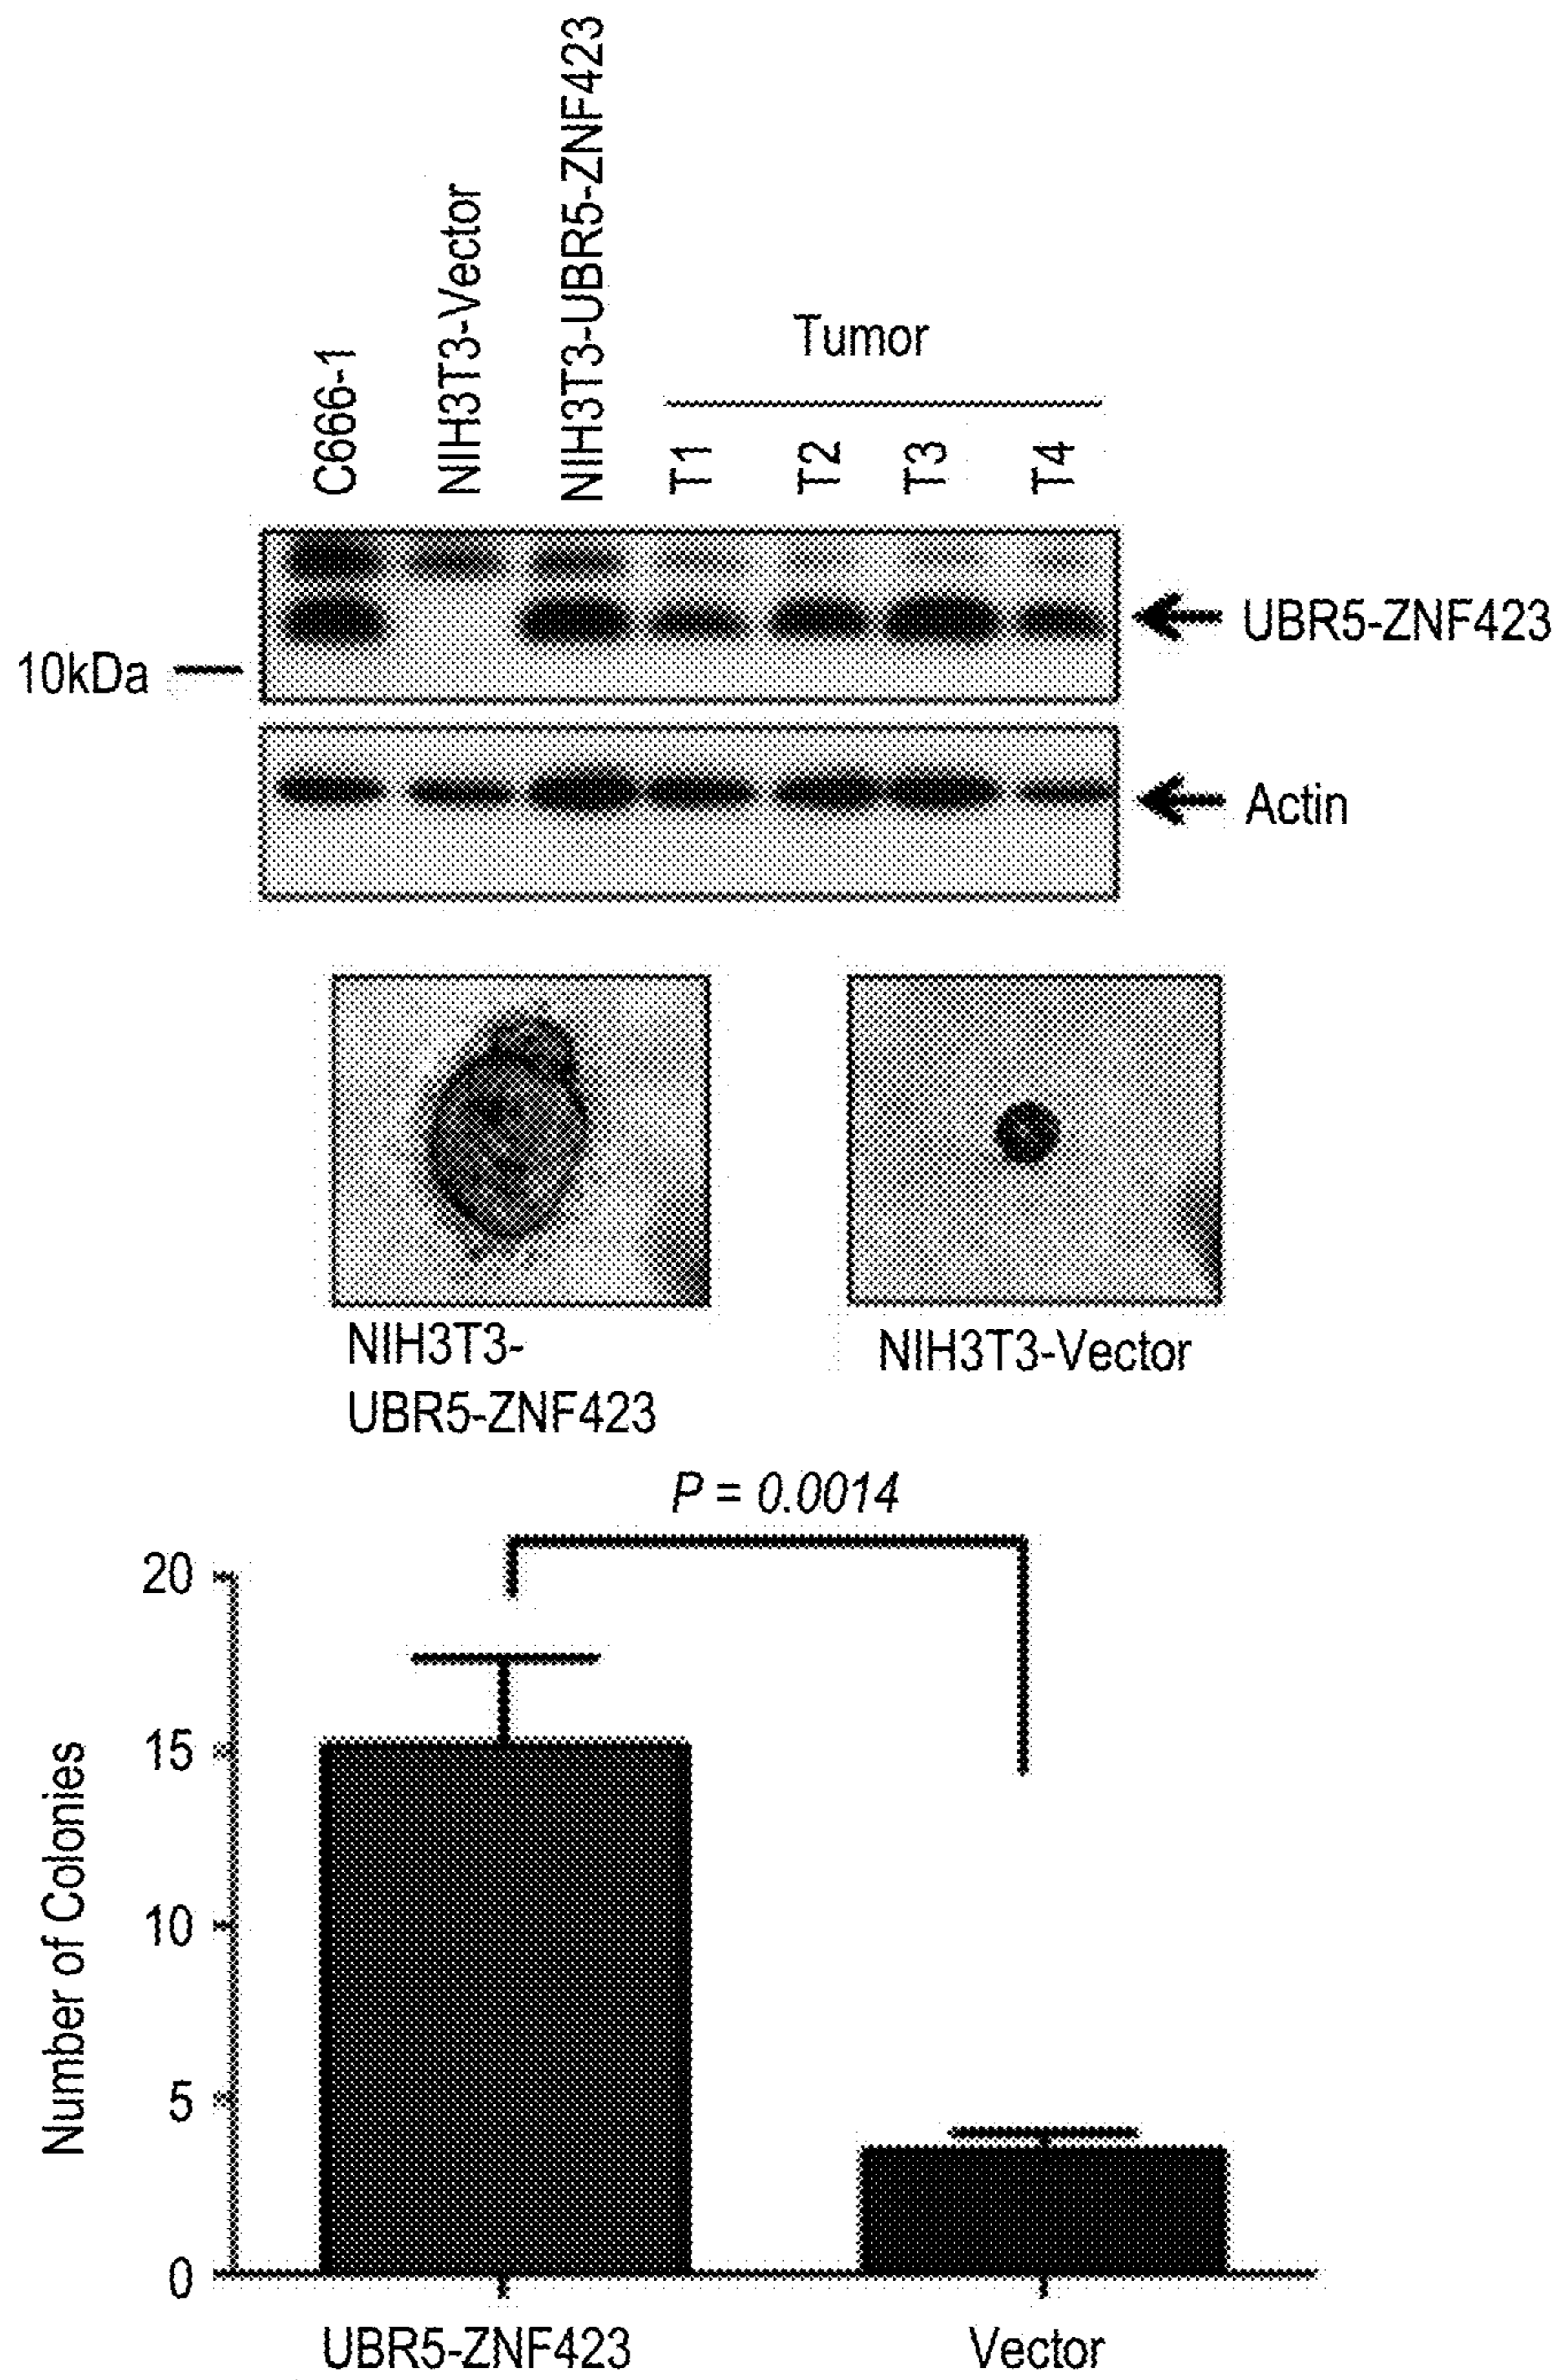 C666-1
NIH3T3-Vector
NIH3T3-UBR5-ZNF423
Tumor
T1
T2
T3
T4
UBR5-ZNF423
10kDa
Actin
NIH3T3-
UBR5-ZNF423
NIH3T3-Vector
P = 0.0014
Number of Colonies
20
15
10
5
0
UBR5-ZNF423
Vector